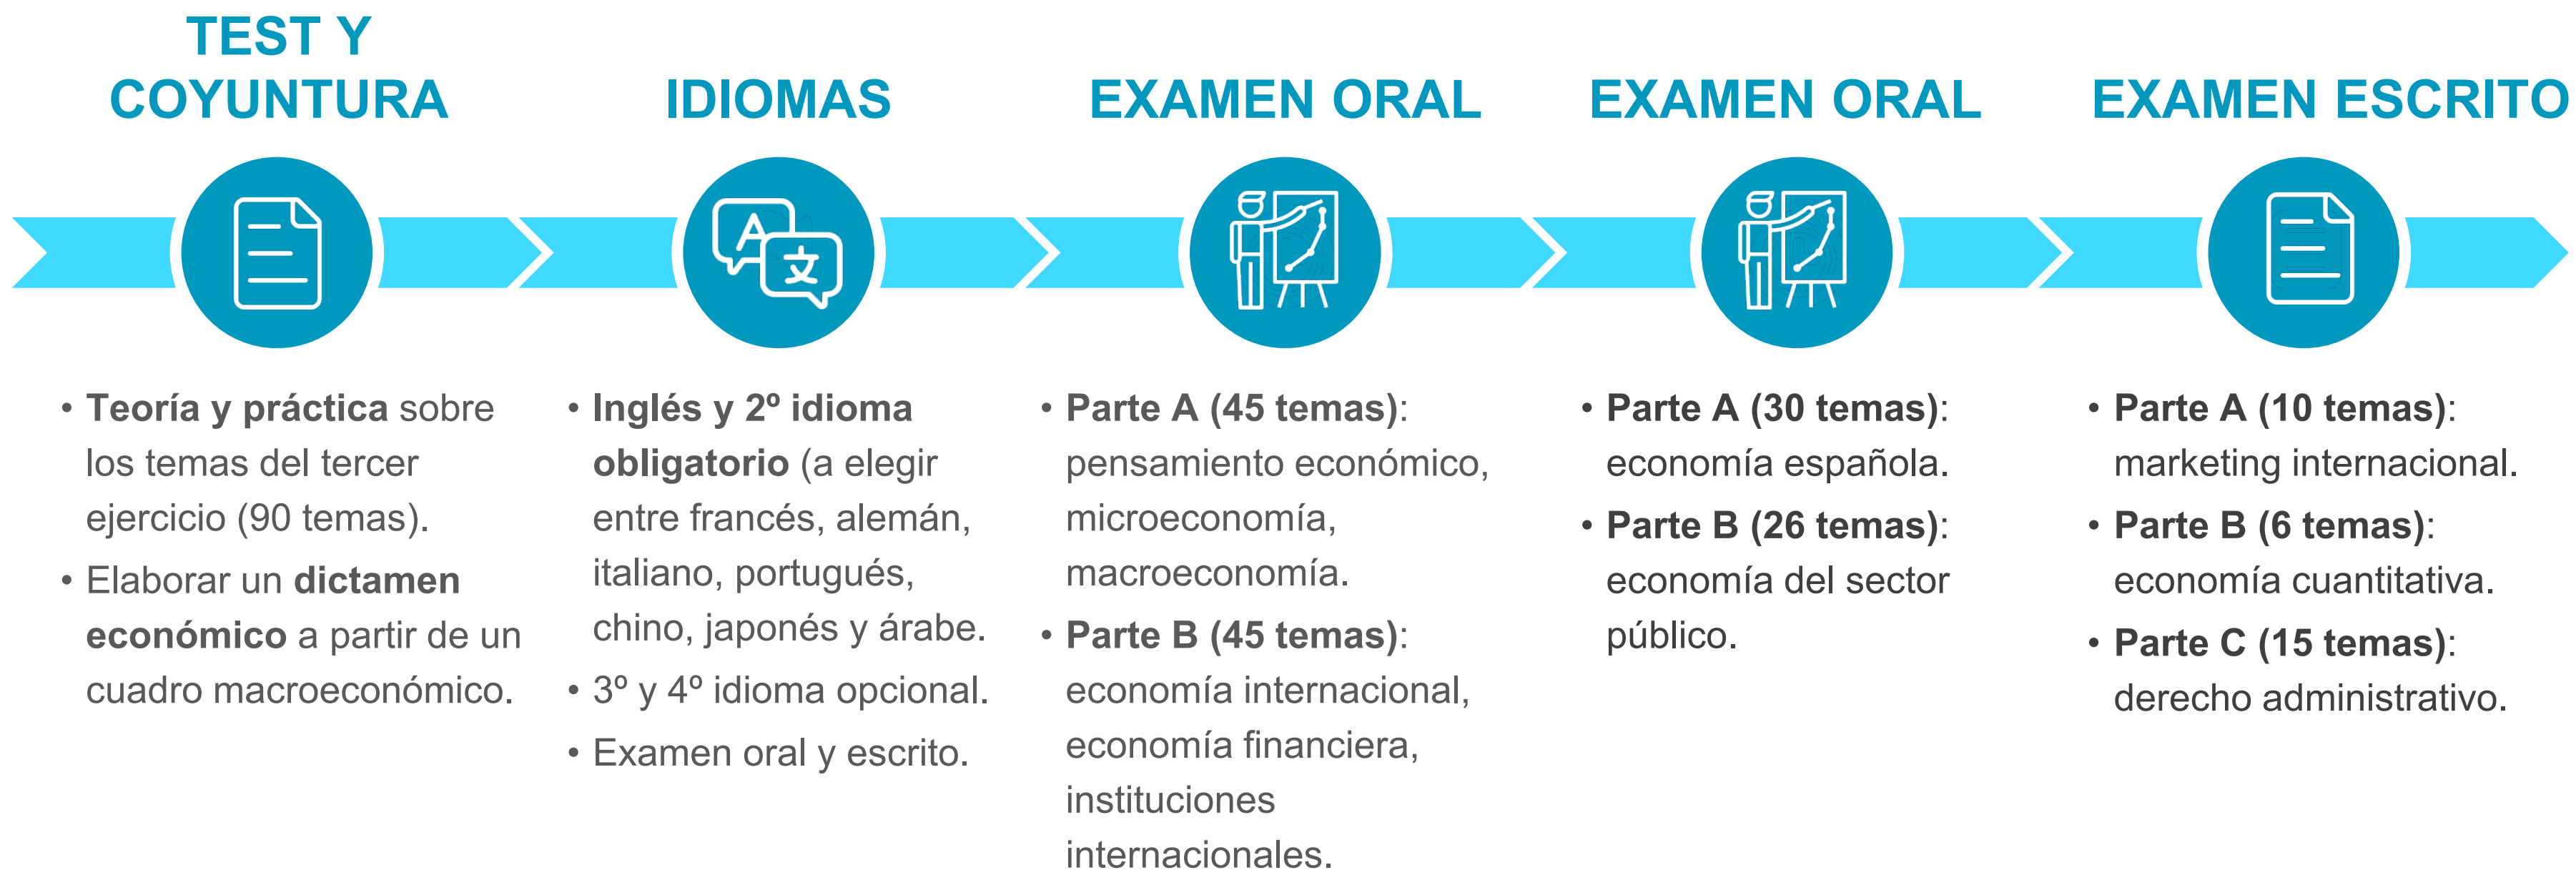 TEST Y
COYUNTURA
IDIOMAS
EXAMEN ORAL
EXAMEN ORAL
EXAMEN ESCRITO
A
文
• Teoría y práctica sobre
los temas del tercer
ejercicio (90 temas).
• Elaborar un dictamen
económico a partir de un
cuadro macroeconómico.
• Inglés y 2º idioma
obligatorio (a elegir
entre francés, alemán,
italiano, portugués,
chino, japonés y árabe.
• 3º y 4º idioma opcional.
• Examen oral y escrito.
• Parte A (45 temas):
pensamiento económico,
microeconomía,
macroeconomía.
• Parte B (45 temas):
economía internacional,
economía financiera,
instituciones
internacionales.
• Parte A (30 temas):
economía española.
• Parte B (26 temas):
economía del sector
público.
• Parte A (10 temas):
marketing internacional.
• Parte B (6 temas):
economía cuantitativa.
• Parte C (15 temas):
derecho administrativo.